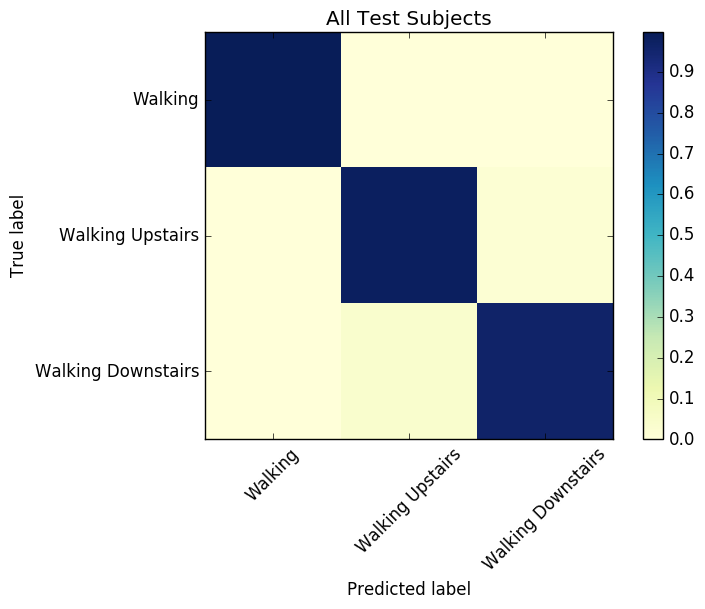 All Test Subjects
True label
Walking
Walking Upstairs
Walking Downstairs
Walking
Walking Upstairs
Walking Downstairs
Predicted label
0.9
0.8
0.7
0.6
0.5
0.4
0.3
0.2
0.1
0.0